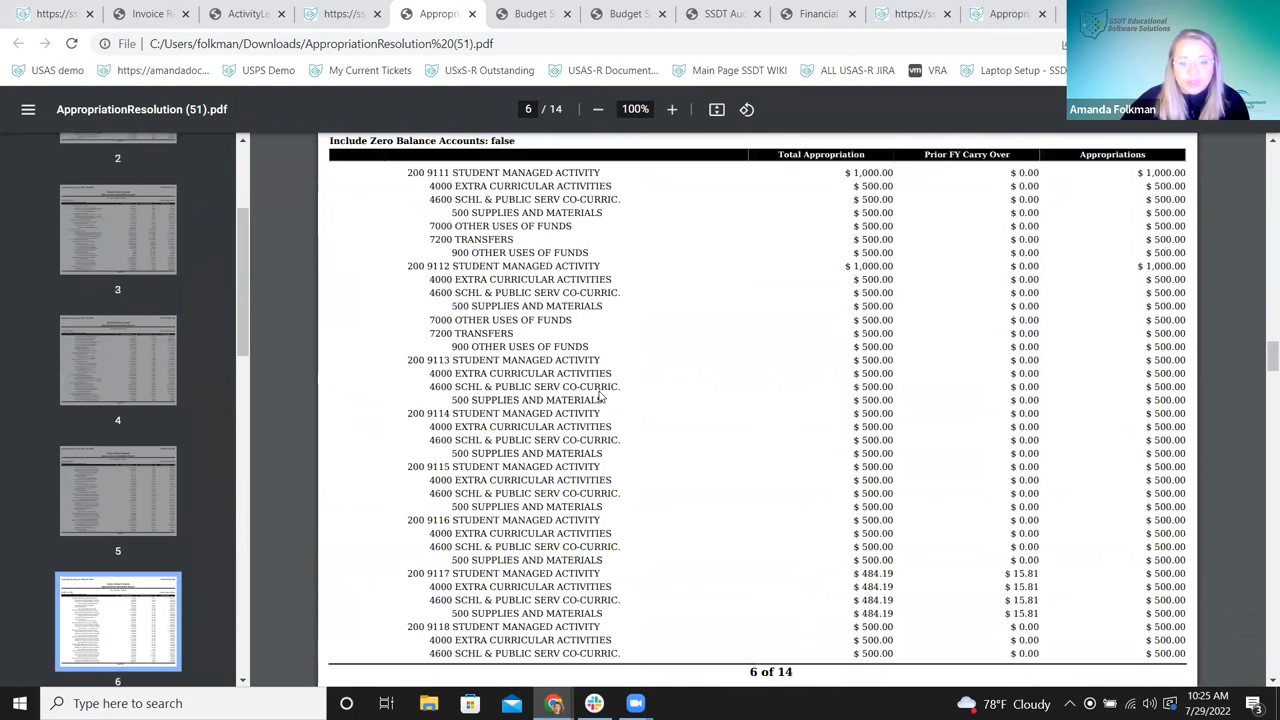 https://ss
Invoice R
ActivityLe
https://ss
Appropri
Budget S
Budget S
SSDT Auc
Financial
https://ss
Appropri
File
C:/Users/folkman/Downloads/AppropriationResolution%20(51).pdf
USAS demo
https://amandadoc...
USPS Demo
My Current Tickets
Main Page
ALL USAS-R JIRA
VPAT
Laptop Setup - SSD
SSDT Educational
Software Solutions
Amanda Folkman
AppropriationResolution (51).pdf
6 / 14
100%
2
3
4
5
6
Include Zero Balance Accounts: false
Total Appropriation Prior FY Carry Over Appropriations
200 9111 STUDENT MANAGED ACTIVITY $ 1,000.00 $ 0.00 $ 1,000.00
4000 EXTRA CURRICULAR ACTIVITIES $ 500.00 $ 0.00 $ 500.00
4600 SCHL & PUBLIC SERV CO-CURRIC. $ 500.00 $ 0.00 $ 500.00
500 SUPPLIES AND MATERIALS $ 500.00 $ 0.00 $ 500.00
7000 OTHER USES OF FUNDS $ 500.00 $ 0.00 $ 500.00
7200 TRANSFERS $ 500.00 $ 0.00 $ 500.00
900 OTHER USES OF FUNDS $ 500.00 $ 0.00 $ 500.00
200 9112 STUDENT MANAGED ACTIVITY $ 1,000.00 $ 0.00 $ 1,000.00
4000 EXTRA CURRICULAR ACTIVITIES $ 500.00 $ 0.00 $ 500.00
4600 SCHL & PUBLIC SERV CO-CURRIC. $ 500.00 $ 0.00 $ 500.00
500 SUPPLIES AND MATERIALS $ 500.00 $ 0.00 $ 500.00
7000 OTHER USES OF FUNDS $ 500.00 $ 0.00 $ 500.00
7200 TRANSFERS $ 500.00 $ 0.00 $ 500.00
900 OTHER USES OF FUNDS $ 500.00 $ 0.00 $ 500.00
200 9113 STUDENT MANAGED ACTIVITY $ 500.00 $ 0.00 $ 500.00
4000 EXTRA CURRICULAR ACTIVITIES $ 500.00 $ 0.00 $ 500.00
4600 SCHL & PUBLIC SERV CO-CURRIC. $ 500.00 $ 0.00 $ 500.00
500 SUPPLIES AND MATERIALS $ 500.00 $ 0.00 $ 500.00
200 9114 STUDENT MANAGED ACTIVITY $ 500.00 $ 0.00 $ 500.00
4000 EXTRA CURRICULAR ACTIVITIES $ 500.00 $ 0.00 $ 500.00
4600 SCHL & PUBLIC SERV CO-CURRIC. $ 500.00 $ 0.00 $ 500.00
500 SUPPLIES AND MATERIALS $ 500.00 $ 0.00 $ 500.00
200 9115 STUDENT MANAGED ACTIVITY $ 500.00 $ 0.00 $ 500.00
4000 EXTRA CURRICULAR ACTIVITIES $ 500.00 $ 0.00 $ 500.00
4600 SCHL & PUBLIC SERV CO-CURRIC. $ 500.00 $ 0.00 $ 500.00
500 SUPPLIES AND MATERIALS $ 500.00 $ 0.00 $ 500.00
200 9116 STUDENT MANAGED ACTIVITY $ 500.00 $ 0.00 $ 500.00
4000 EXTRA CURRICULAR ACTIVITIES $ 500.00 $ 0.00 $ 500.00
4600 SCHL & PUBLIC SERV CO-CURRIC. $ 500.00 $ 0.00 $ 500.00
500 SUPPLIES AND MATERIALS $ 500.00 $ 0.00 $ 500.00
200 9117 STUDENT MANAGED ACTIVITY $ 484.19 $ 15.81 $ 500.00
4000 EXTRA CURRICULAR ACTIVITIES $ 484.19 $ 15.81 $ 500.00
4600 SCHL & PUBLIC SERV CO-CURRIC. $ 484.19 $ 15.81 $ 500.00
500 SUPPLIES AND MATERIALS $ 484.19 $ 15.81 $ 500.00
200 9118 STUDENT MANAGED ACTIVITY $ 500.00 $ 0.00 $ 500.00
4000 EXTRA CURRICULAR ACTIVITIES $ 500.00 $ 0.00 $ 500.00
4600 SCHL & PUBLIC SERV CO-CURRIC. $ 500.00 $ 0.00 $ 500.00
6 of 14
Type here to search
78°F Cloudy
10:25 AM
7/29/2022
3